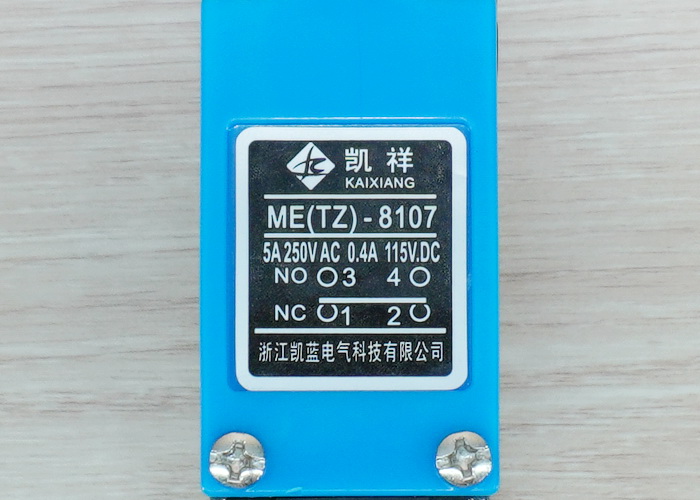 凯祥
KAIXIANG
ME(TZ)-8107
5A 250V AC 0.4A 115V.DC
NO 3 4
NC 1 2
浙江凯蓝电气科技有限公司